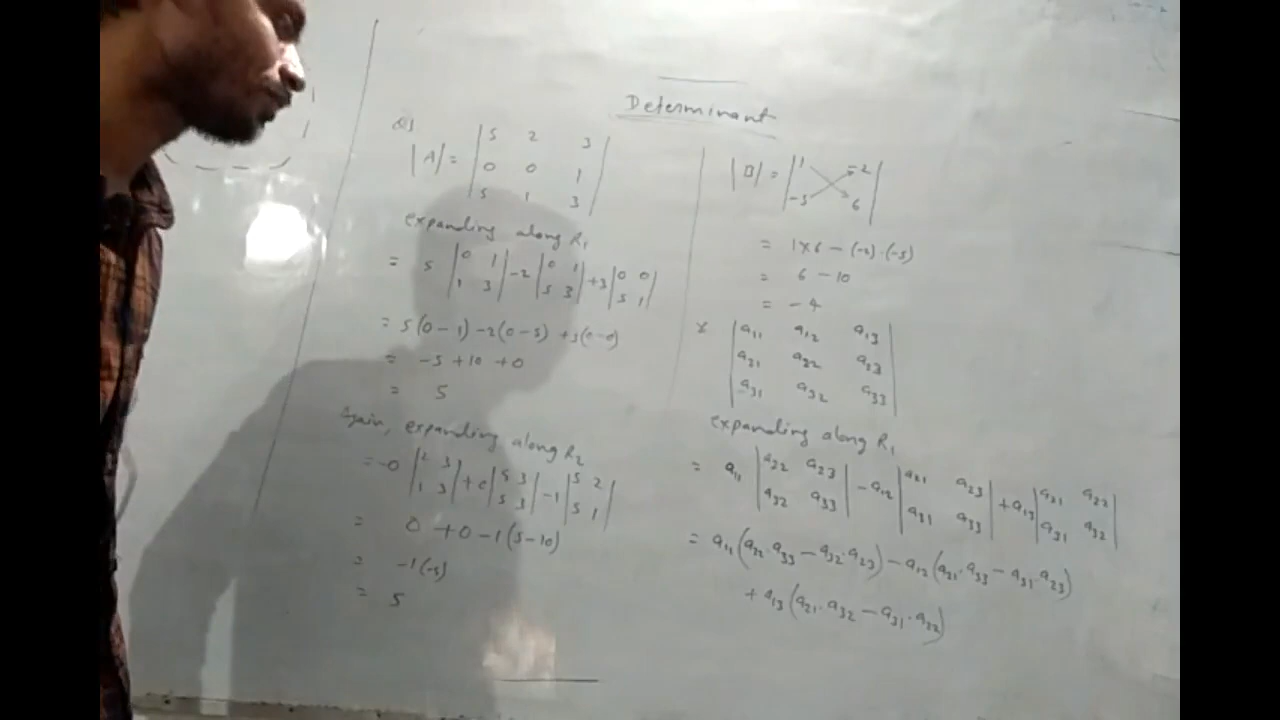 Determinant
|A| = | 5 2 3 |
| 0 0 1 |
| 5 1 3 |
expanding along R₁
= 5 | 0 1 | - 2 | 0 1 | + 3 | 0 0 |
| 1 3 | | 5 3 | | 5 1 |
= 5(0-1) - 2(0-5) + 3(0-0)
= -5 + 10 + 0
= 5
Again, expanding along R₂
= -0 | 2 3 | + 0 | 5 3 | - 1 | 5 2 |
| 1 3 | | 5 3 | | 5 1 |
= 0 + 0 - 1(5-10)
= -1(-5)
= 5
|B| = | 1 -2 |
| -5 6 |
= 1×6 - (-2)·(-5)
= 6 - 10
= -4
| a₁₁ a₁₂ a₁₃ |
| a₂₁ a₂₂ a₂₃ |
| a₃₁ a₃₂ a₃₃ |
expanding along R₁
= a₁₁ | a₂₂ a₂₃ | - a₁₂ | a₂₁ a₂₃ | + a₁₃ | a₂₁ a₂₂ |
| a₃₂ a₃₃ | | a₃₁ a₃₃ | | a₃₁ a₃₂ |
= a₁₁(a₂₂·a₃₃ - a₃₂·a₂₃) - a₁₂(a₂₁·a₃₃ - a₃₁·a₂₃)
+ a₁₃(a₂₁·a₃₂ - a₃₁·a₂₂)